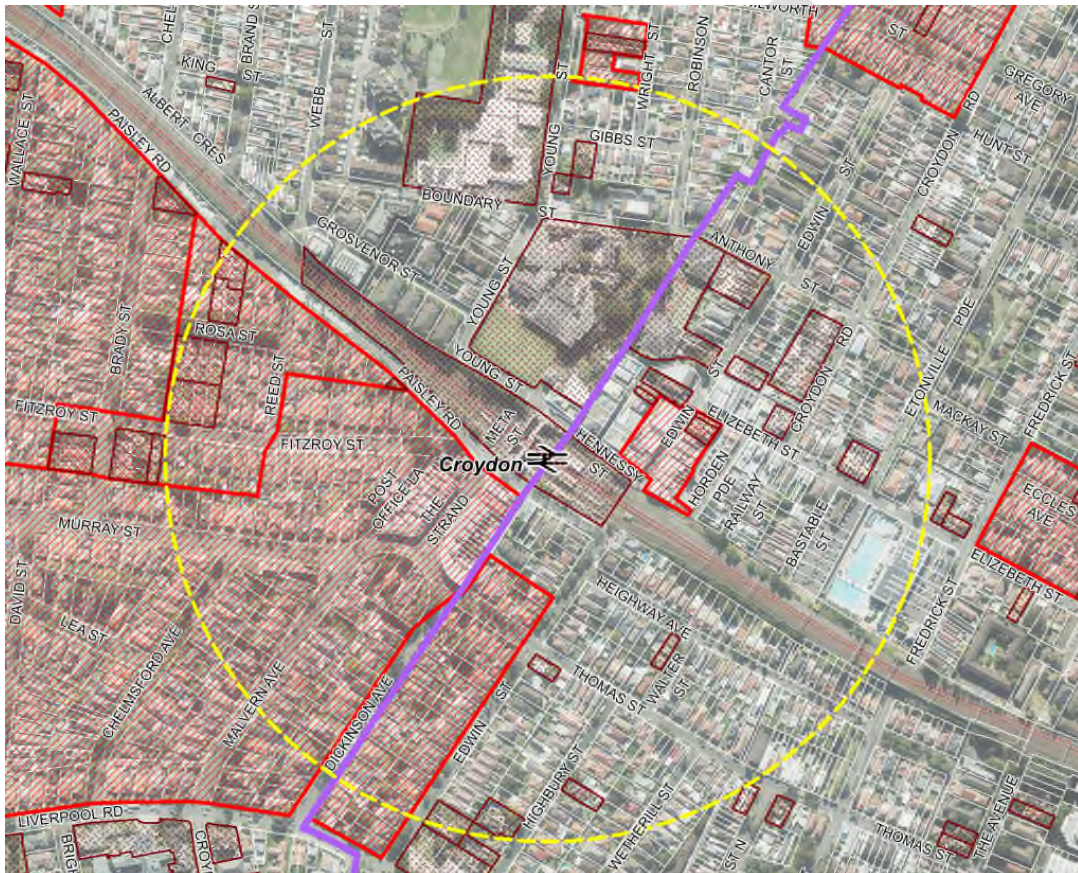 CHEL
BRAND S
ST
WEBB
KING ST
ALBERT CRES
WALLACE ST
PAISLEY RD
WRIGHT ST
ROBINSON
CANTOR ST
ILWORTH
ST
GREGORY AVE
CROYDON RD
HUNT ST
YOUNG ST
GIBBS ST
BOUNDARY ST
EDWIN ST
GROSVENOR ST
ANTHONY ST
YOUNG ST
BRADY ST
ROSA ST
REED ST
PAISLEY RD
YOUNG ST
CROYDON RD
ETONVILLE PDE
FREDRICK ST
MACKAY ST
FITZROY ST
FITZROY ST
META ST
Croydon
HENNESSY ST
EDWIN ST
ELIZEBETH ST
HORDEN PDE
RAILWAY ST
BASTABLE ST
ECCLES AVE
POST OFFICE LA
THE STRAND
MURRAY ST
ELIZEBETH ST
DAVID ST
LEA ST
CHELMSFORD AVE
MALVERN AVE
DICKINSON AVE
EDWIN ST
HEIGHWAY AVE
THOMAS ST
WALTER ST
FREDRICK ST
LIVERPOOL RD
BRIGH
CROY
HIGHBURY ST
WETHERILL ST
ST N
THOMAS ST
THE AVENUE